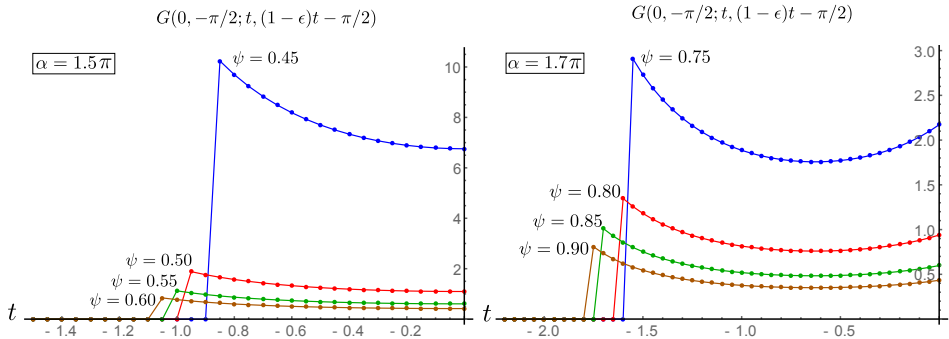 G(0, −π/2; t, (1 − ϵ)t − π/2)
α = 1.5 π
ψ = 0.45
ψ = 0.50
ψ = 0.55
ψ = 0.60
10
8
6
4
2
t
- 1.4 - 1.2 - 1.0 - 0.8 - 0.6 - 0.4 - 0.2
G(0, −π/2; t, (1 − ϵ)t − π/2)
α = 1.7π
ψ = 0.75
ψ = 0.80
ψ = 0.85
ψ = 0.90
3.0
2.5
2.0
1.5
1.0
0.5
t
- 2.0 - 1.5 - 1.0 - 0.5